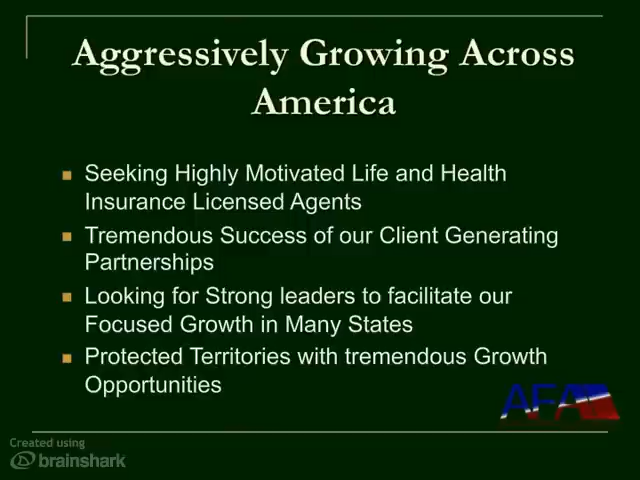 Aggressively Growing Across
America
Seeking Highly Motivated Life and Health
Insurance Licensed Agents
Tremendous Success of our Client Generating
Partnerships
Looking for Strong leaders to facilitate our
Focused Growth in Many States
Protected Territories with tremendous Growth
Opportunities
AFA
Created using
brainshark